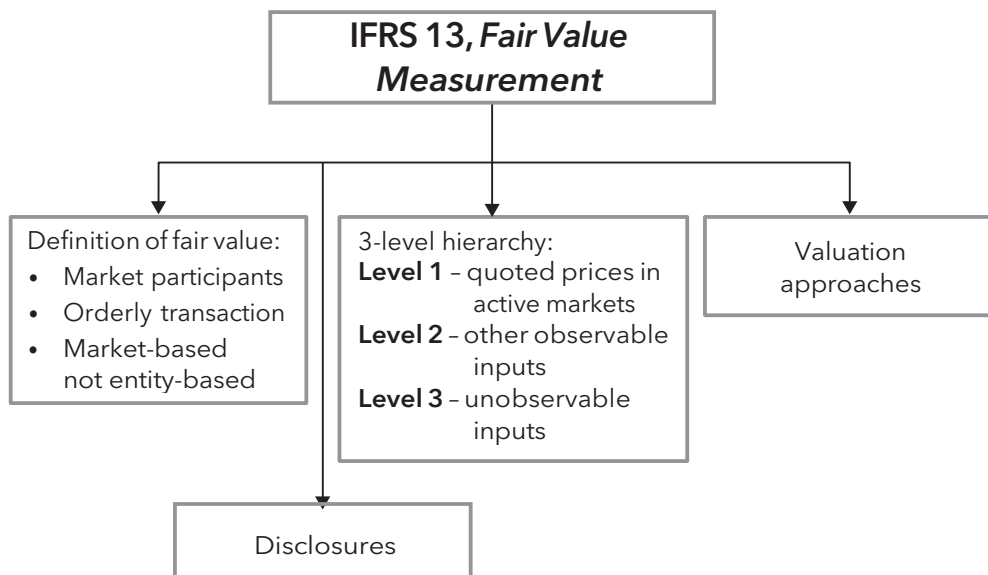 IFRS 13, Fair Value
Measurement
Definition of fair value:
• Market participants
• Orderly transaction
• Market-based
not entity-based
3-level hierarchy:
Level 1 – quoted prices in
active markets
Level 2 – other observable
inputs
Level 3 – unobservable
inputs
Valuation
approaches
Disclosures